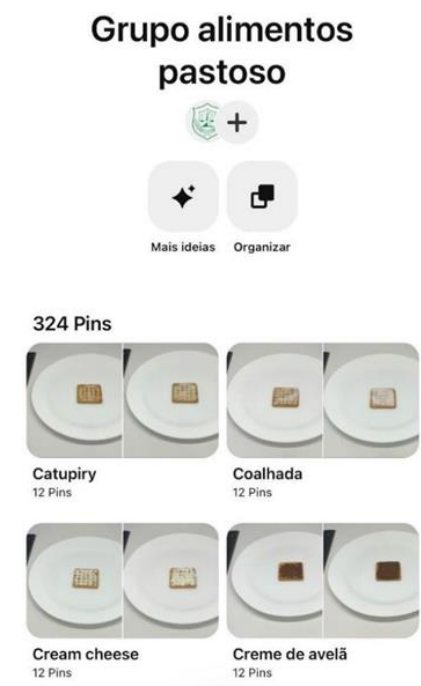 Grupo alimentos
pastoso
Mais ideias Organizar
324 Pins
Catupiry Coalhada
12 Pins 12 Pins
Cream cheese Creme de avelã
12 Pins 12 Pins